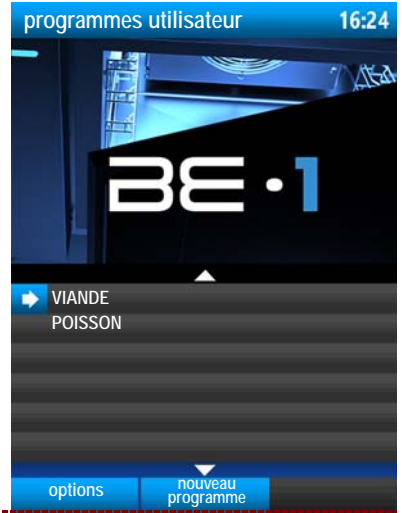 programmes utilisateur 16:24
BE·1
VIANDE
POISSON
options
nouveau
programme